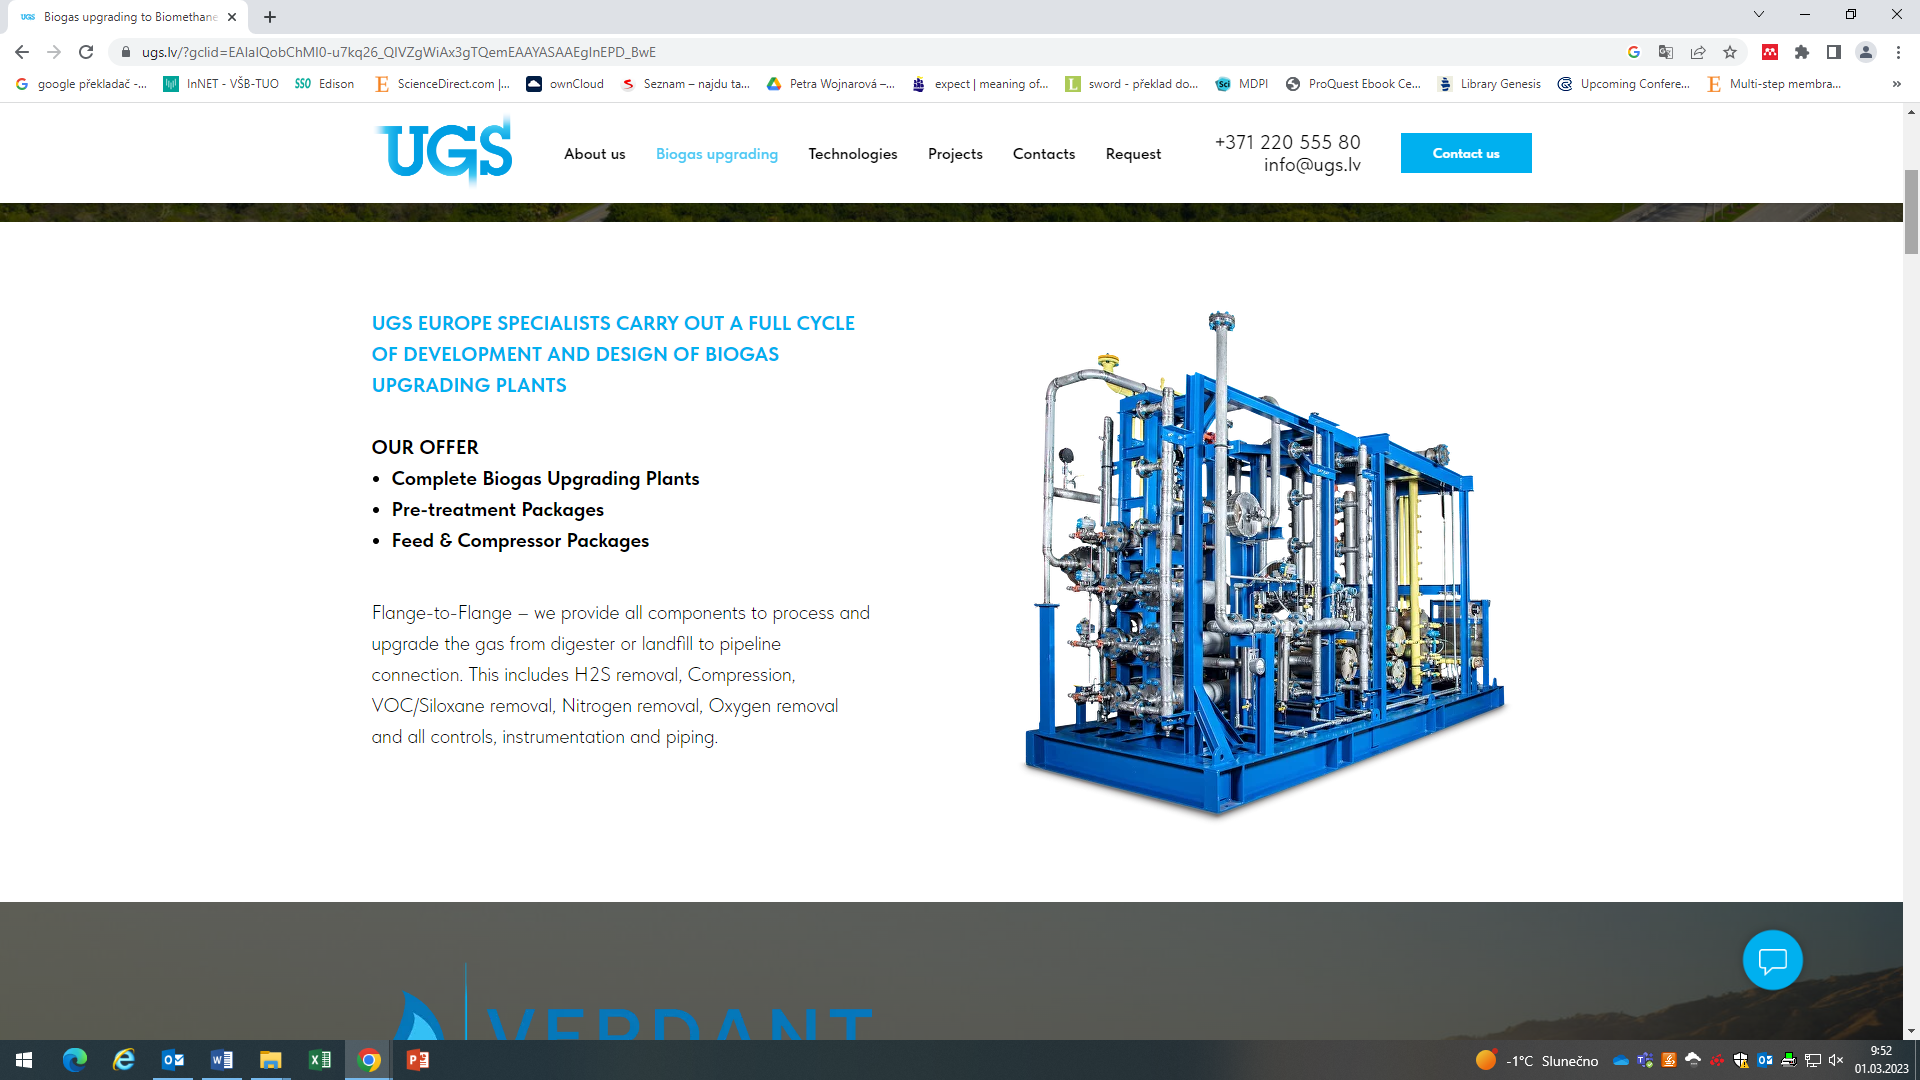 UGS Biogas upgrading to Biomethane
ugs.lv/?gclid=EAIaIQobChMI0-u7kq26_QIVZgWiAx3gTQemEAAYASAAEgInEPD_BwE
google překladač -... InNET - VŠB-TUO SSO Edison ScienceDirect.com |... ownCloud Seznam – najdu ta... Petra Wojnarová –... expect | meaning of... sword - překlad do... MDPI ProQuest Ebook Ce... Library Genesis Upcoming Confere... Multi-step membra... »
UGS About us Biogas upgrading Technologies Projects Contacts Request +371 220 555 80 Contact us
info@ugs.lv
UGS EUROPE SPECIALISTS CARRY OUT A FULL CYCLE
OF DEVELOPMENT AND DESIGN OF BIOGAS
UPGRADING PLANTS
OUR OFFER
• Complete Biogas Upgrading Plants
• Pre-treatment Packages
• Feed & Compressor Packages
Flange-to-Flange – we provide all components to process and
upgrade the gas from digester or landfill to pipeline
connection. This includes H2S removal, Compression,
VOC/Siloxane removal, Nitrogen removal, Oxygen removal
and all controls, instrumentation and piping.
VERDANT
-1°C Slunečno
9:52
01.03.2023